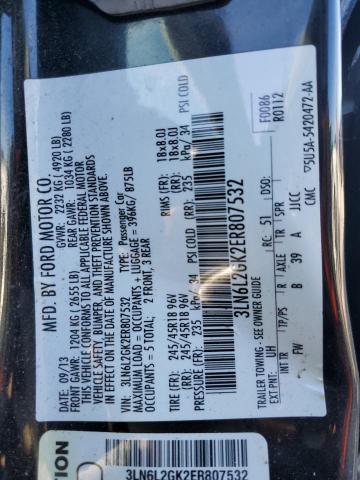 MFD. BY FORD MOTOR CO.
09/13 GVWR: 2232 KG ( 4920 LB)
FRONT GAWR: 1204 KG ( 2655 LB) REAR GAWR: 1034 KG ( 2280 LB)
THIS VEHICLE CONFORMS TO ALL APPLICABLE FEDERAL MOTOR
VEHICLE SAFETY, BUMPER, AND THEFT PREVENTION STANDARDS
IN EFFECT ON THE DATE OF MANUFACTURE SHOWN ABOVE.
VIN: 3LN6L2GK2ER807532 Passenger Car
MAXIMUM LOAD = OCCUPANTS + LUGGAGE = 396KG/ 875LB
OCCUPANTS = 5 TOTAL: 2 FRONT, 3 REAR
TIRE (FR): 245/45R18 96V RIMS (FR): 18x8.0J
TIRE (RR): 245/45R18 96V (RR): 18x8.0J
PRESSURE (FR) 235 kPa/ 34 PSI COLD (RR) 235 kPa/ 34 PSI COLD
3LN6L2GK2ER807532
F0086
R0112
TRAILER TOWING - SEE OWNER GUIDE
RC: 51 DSO:
EXT PNT: UH
INT TR TP/PS R AXLE TR SPR
B 39 A JJCC
CMC
▽5U5A-5420472-AA
TION
3LN6L2GK2ER807532